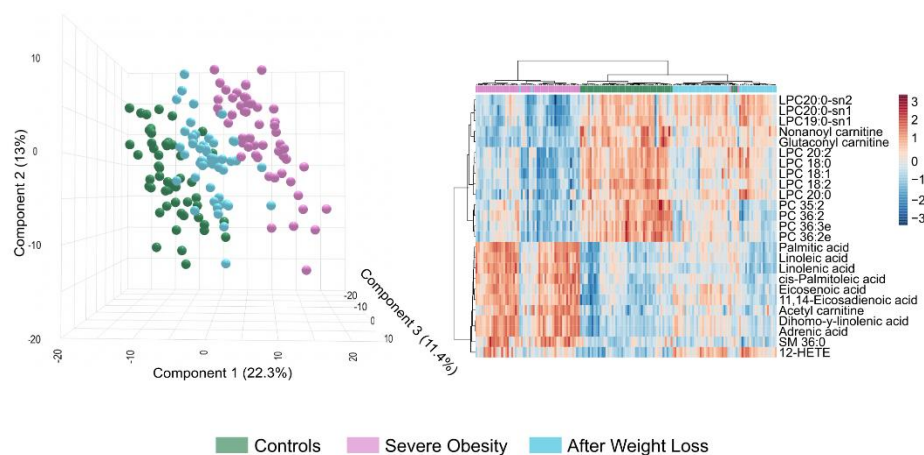 10
0
-10
-20
Component 2 (13%)
-20
-10
0
10
20
Component 1 (22.3%)
-20
-10
0
10
Component 3 (11.4%)
LPC20:0-sn2
LPC20:0-sn1
LPC19:0-sn1
Nonanoyl carnitine
Glutaconyl carnitine
LPC 20:2
LPC 18:0
LPC 18:1
LPC 18:2
LPC 20:0
PC 35:2
PC 36:2
PC 36:3e
PC 36:2e
Palmitic acid
Linoleic acid
Linolenic acid
cis-Palmitoleic acid
Eicosenoic acid
11,14-Eicosadienoic acid
Acetyl carnitine
Dihomo-y-linolenic acid
Adrenic acid
SM 36:0
12-HETE
3
2
1
0
−1
−2
−3
Controls
Severe Obesity
After Weight Loss